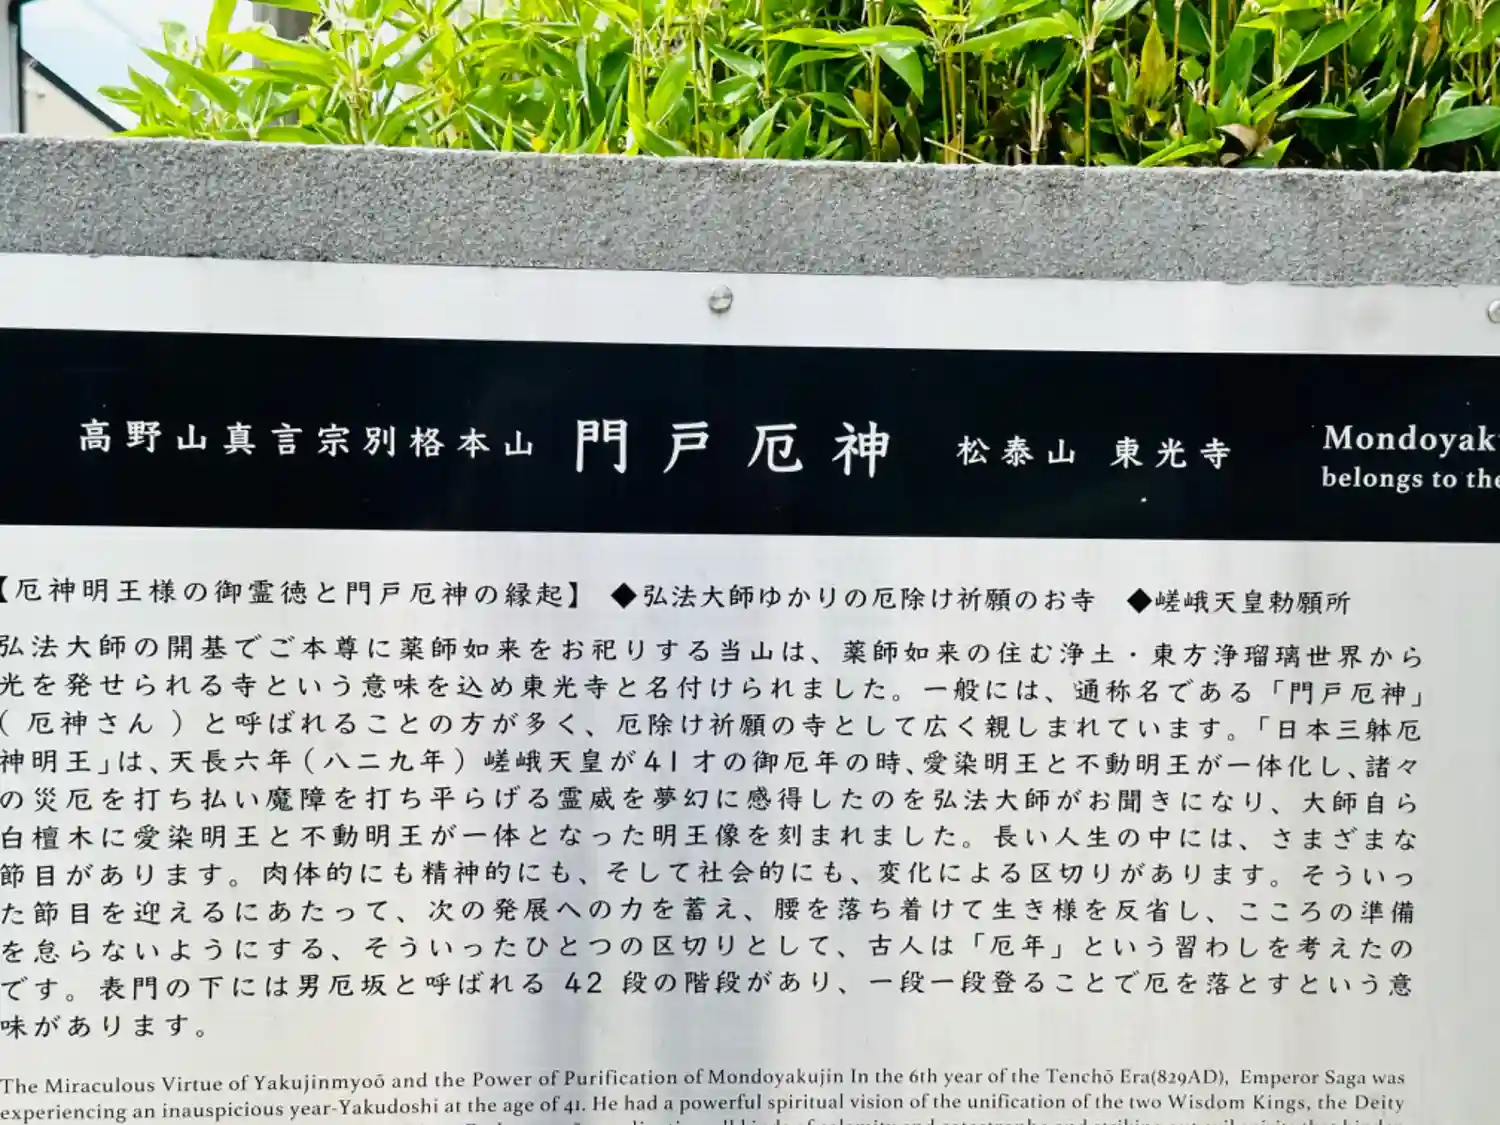 高野山真言宗別格本山 門戸厄神 松泰山 東光寺
Mondoyaku
belongs to the
【厄神明王様の御霊徳と門戸厄神の縁起】 ◆弘法大師ゆかりの厄除け祈願のお寺 ◆嵯峨天皇勅願所
弘法大師の開基でご本尊に薬師如来をお祀りする当山は、薬師如来の住む浄土・東方浄瑠璃世界から
光を発せられる寺という意味を込め東光寺と名付けられました。一般には、通称名である「門戸厄神」
(厄神さん)と呼ばれることの方が多く、厄除け祈願の寺として広く親しまれています。「日本三躰厄
神明王」は、天長六年(八二九年)嵯峨天皇が41才の御厄年の時、愛染明王と不動明王が一体化し、諸々
の災厄を打ち払い魔障を打ち平らげる霊威を夢幻に感得したのを弘法大師がお聞きになり、大師自ら
白檀木に愛染明王と不動明王が一体となった明王像を刻まれました。長い人生の中には、さまざまな
節目があります。肉体的にも精神的にも、そして社会的にも、変化による区切りがあります。そういっ
た節目を迎えるにあたって、次の発展への力を蓄え、腰を落ち着けて生き様を反省し、こころの準備
を怠らないようにする、そういったひとつの区切りとして、古人は「厄年」という習わしを考えたの
です。表門の下には男厄坂と呼ばれる 42 段の階段があり、一段一段登ることで厄を落とすという意
味があります。
The Miraculous Virtue of Yakujinmyoō and the Power of Purification of Mondoyakujin In the 6th year of the Tenchō Era(829AD), Emperor Saga was
experiencing an inauspicious year-Yakudoshi at the age of 41. He had a powerful spiritual vision of the unification of the two Wisdom Kings, the Deity